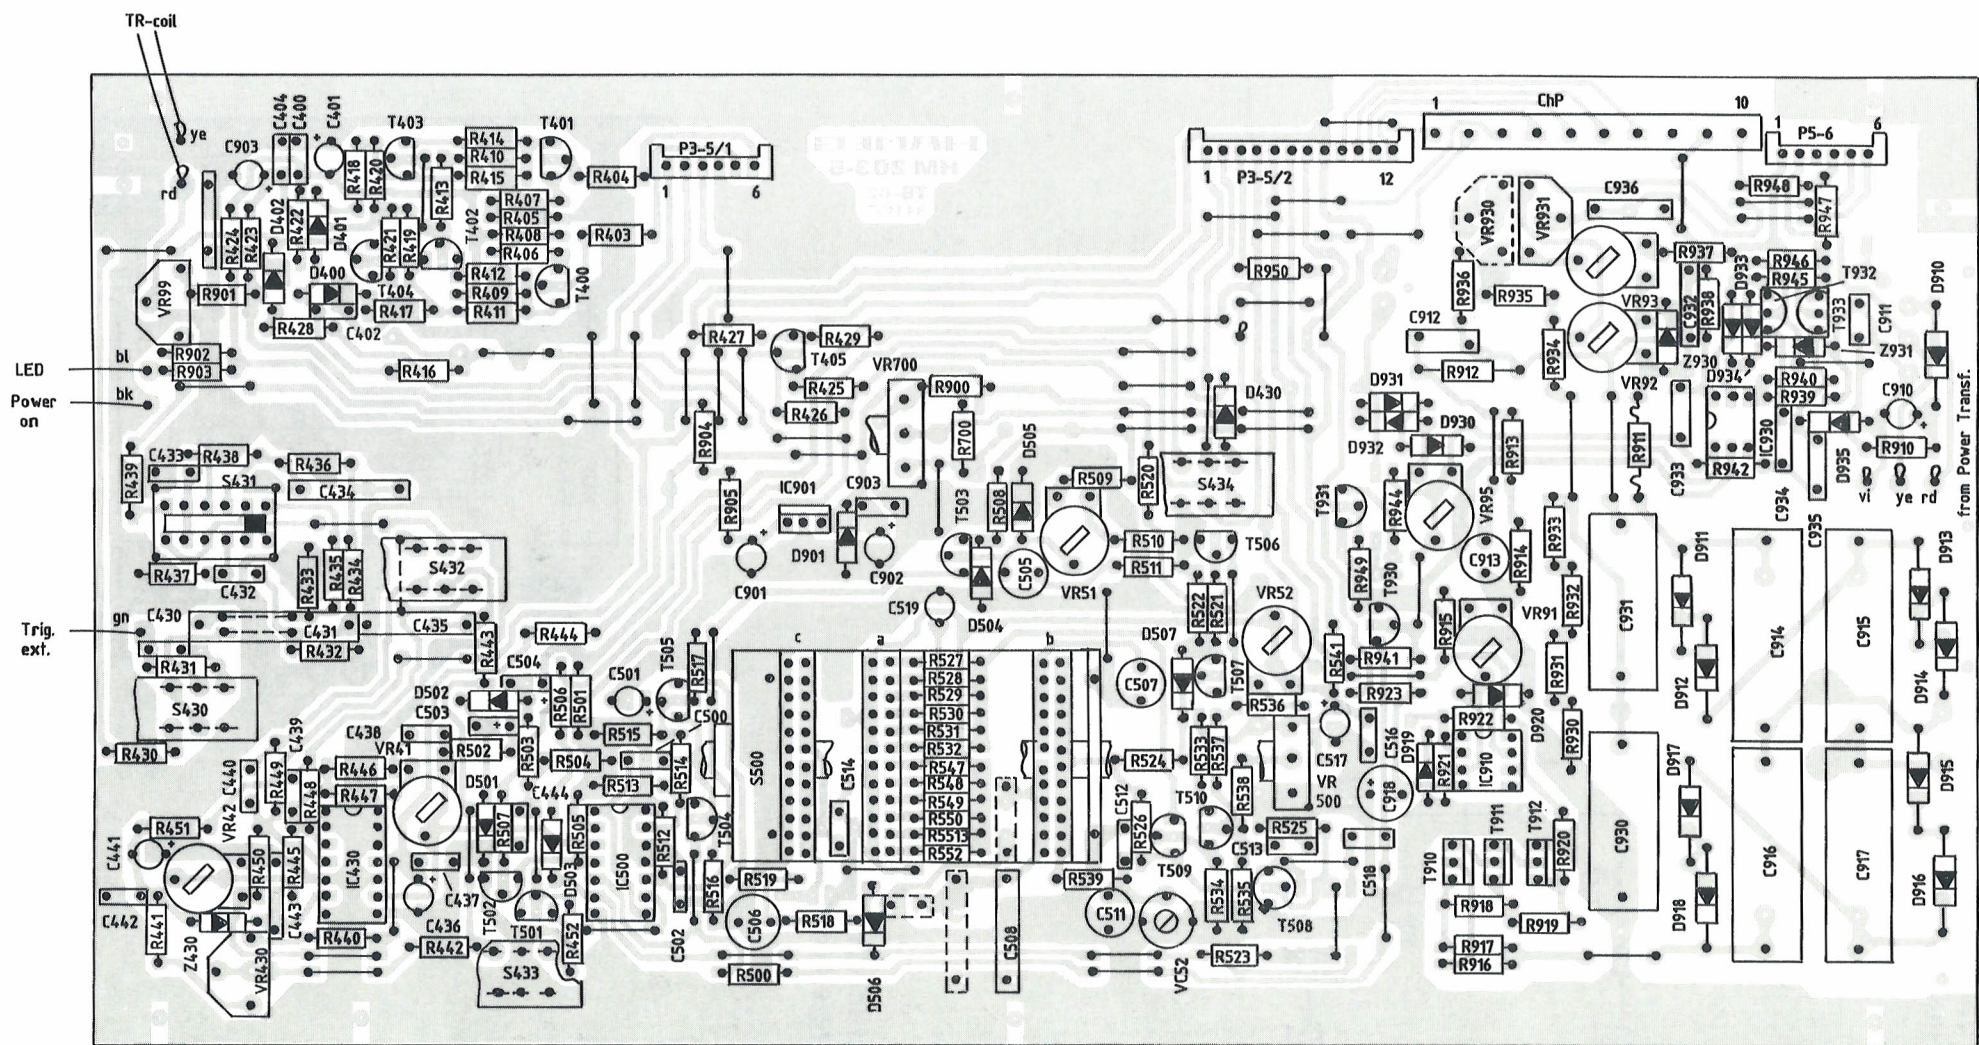 TR-coil
ye
rd
C903
C404
C400
C401
T403
R414
R410
R415
T401
R404
P3-5/1
1
6
HAMEG
HM 203-6
1
P3-5/2
12
1
ChP
10
1
P5-6
6
R418
R420
R413
R424
R423
D402
R422
D401
R421
R419
T402
R407
R405
R408
R406
R403
VR99
R901
D400
T404
R417
R412
R409
R411
T400
R428
C402
R950
VR930
VR931
C936
R948
R947
R936
R935
R937
D933
R946
R945
T932
D910
VR93
C932
R938
T933
C911
LED
bl
R902
R903
Power
on
bk
R416
R427
R429
T405
VR700
R425
R426
R900
R700
R904
C912
R912
R934
Z930
Z931
VR92
D934
R940
R939
C910
D430
D931
D930
D932
R913
R911
C933
R942
IC930
C934
D935
C935
R910
vi
ye
rd
from Power Transf.
R439
C433
R438
R436
S431
C434
R437
C432
R433
R435
R434
S432
R905
IC901
C903
D901
C901
C902
T503
R508
D505
C505
R509
VR51
R510
R511
R520
S434
T506
C519
D504
T931
R944
VR95
R933
C913
R914
R949
T930
D911
D913
Trig.
ext.
gn
C430
C431
C435
R443
R444
R431
R432
S430
R430
D502
C504
C503
R506
R501
C501
T505
R517
C500
c
a
b
R527
R528
R529
R530
R531
R532
R547
R548
R549
R550
R5513
R552
D507
R522
R521
VR52
C507
T507
R536
R541
R941
R923
R915
VR91
R932
R931
R930
C931
C914
C915
D912
D914
C439
C438
VR41
R502
R503
R504
R515
R513
R514
S500
C514
R524
R533
R537
R538
C517
VR
500
C516
D919
C918
R921
R922
IC910
D920
D917
D915
C440
R449
R448
R446
R447
VR42
D501
R507
C444
R505
R512
T504
C512
R526
T510
C513
R525
T509
T910
T911
T912
R920
C930
C916
C917
C441
R451
R450
R445
IC430
C437
T502
D503
IC500
R516
R519
R539
R534
R535
T508
C518
D918
D916
C442
R441
Z430
VR430
C443
R440
C436
R442
T501
S433
R452
C502
C506
R518
R500
D506
C508
C511
VC52
R523
R918
R919
R917
R916